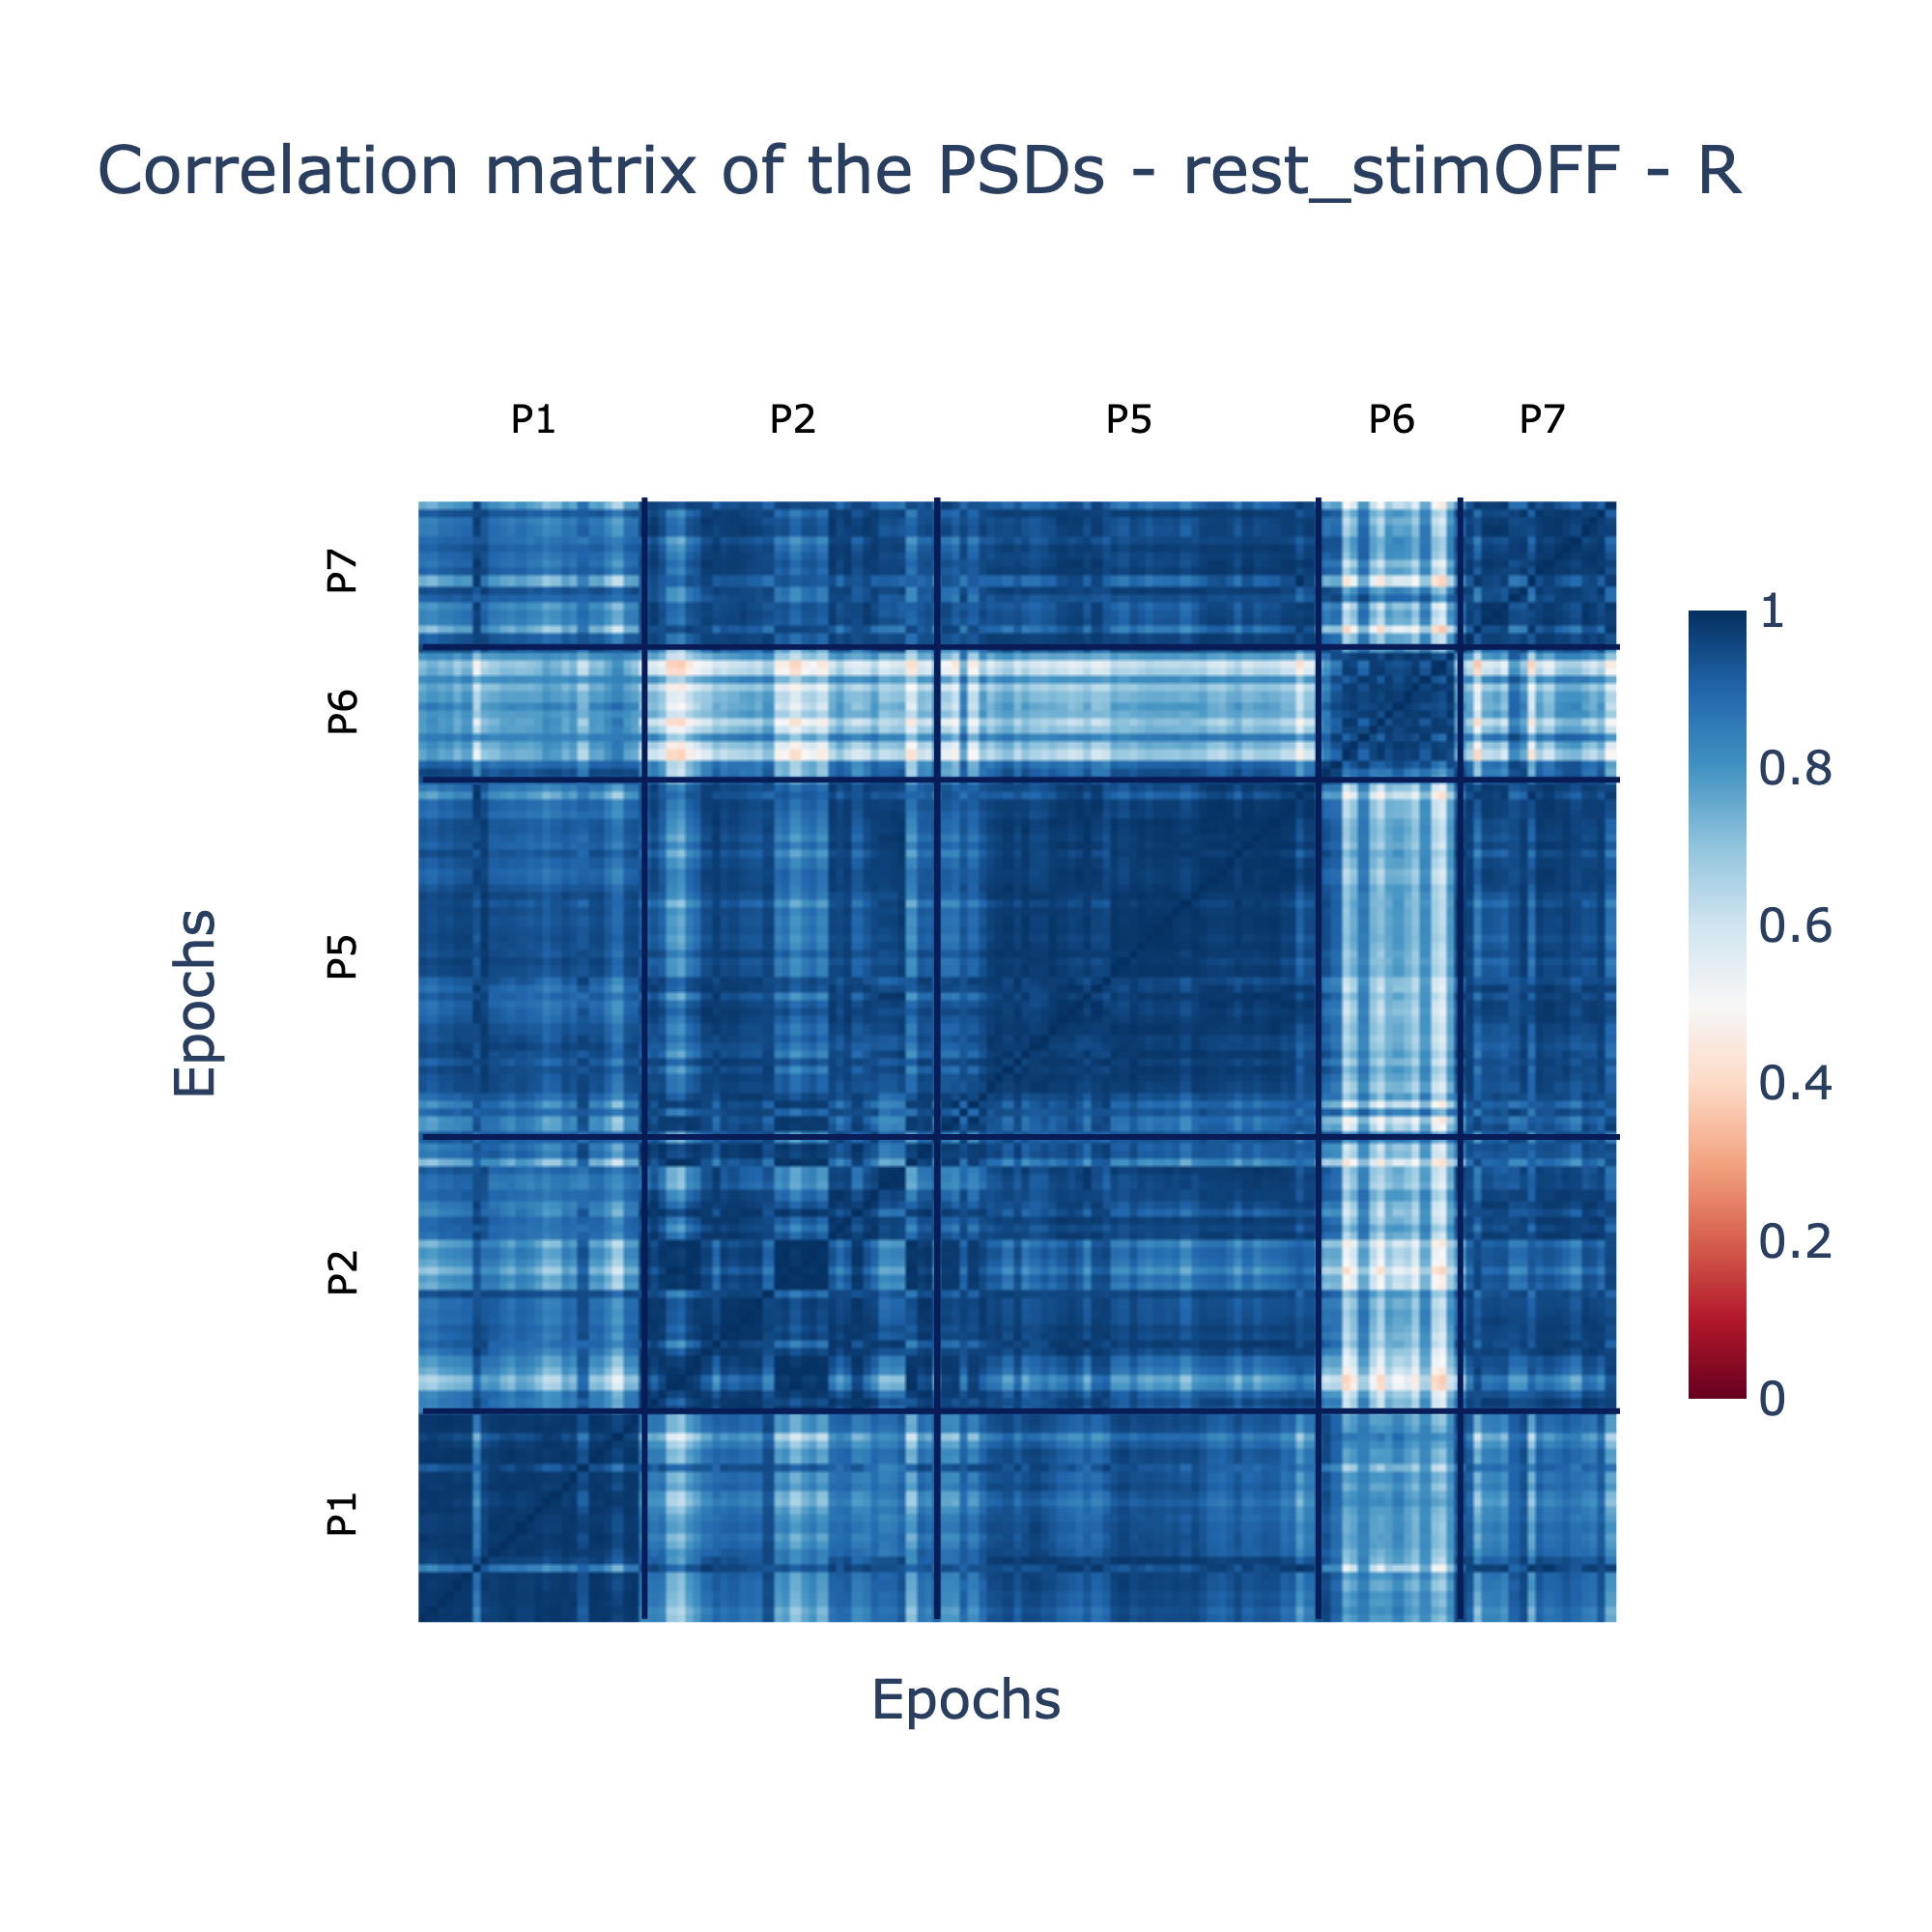 Correlation matrix of the PSDs - rest_stimOFF - R
P1 P2 P5 P6 P7
P7
P6
P5
P2
P1
Epochs
Epochs
1
0.8
0.6
0.4
0.2
0